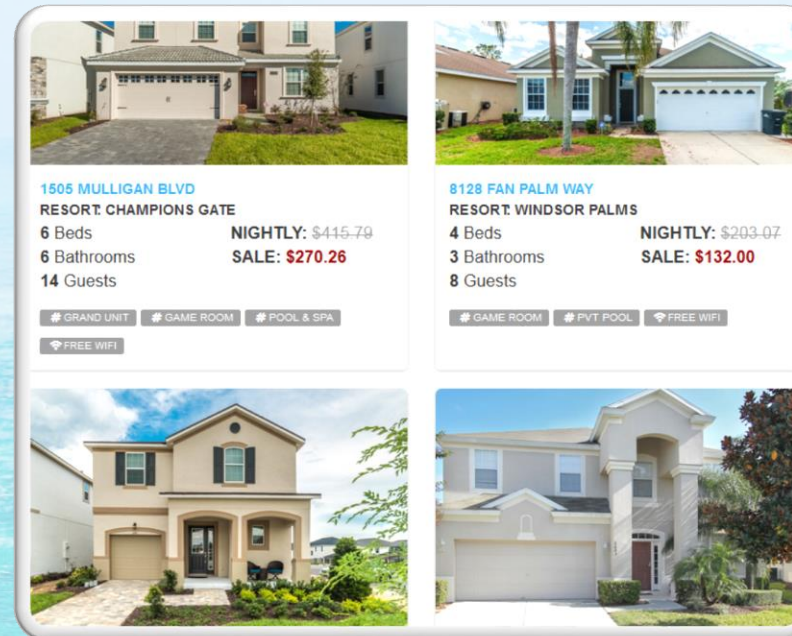 1505 MULLIGAN BLVD
RESORT: CHAMPIONS GATE
6 Beds NIGHTLY: $415.79
6 Bathrooms SALE: $270.26
14 Guests
# GRAND UNIT # GAME ROOM # POOL & SPA
FREE WIFI
8128 FAN PALM WAY
RESORT: WINDSOR PALMS
4 Beds NIGHTLY: $203.07
3 Bathrooms SALE: $132.00
8 Guests
# GAME ROOM # PVT POOL FREE WIFI